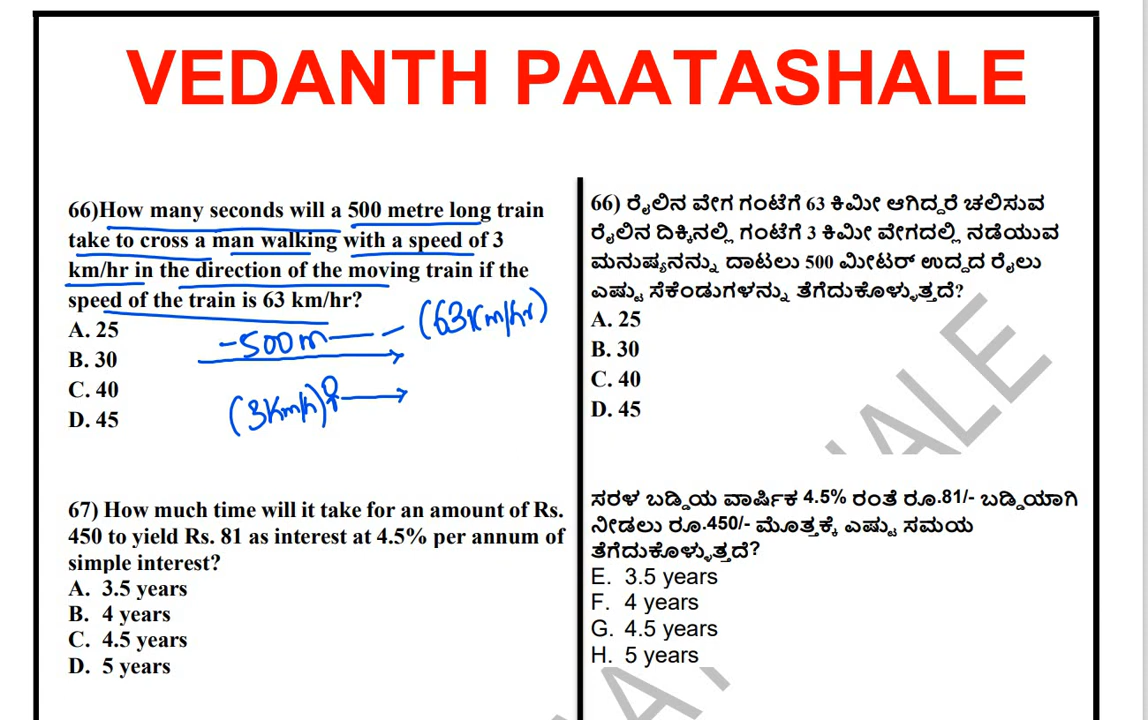 VEDANTH PAATASHALE
66)How many seconds will a 500 metre long train
take to cross a man walking with a speed of 3
km/hr in the direction of the moving train if the
speed of the train is 63 km/hr?
A. 25
B. 30
C. 40
D. 45
-500m-
(63Km/hr)
(3Km/h)
67) How much time will it take for an amount of Rs.
450 to yield Rs. 81 as interest at 4.5% per annum of
simple interest?
A. 3.5 years
B. 4 years
C. 4.5 years
D. 5 years
66) ರೈಲಿನ ವೇಗ ಗಂಟೆಗೆ 63 ಕಿಮೀ ಆಗಿದ್ದರೆ ಚಲಿಸುವ
ರೈಲಿನ ದಿಕ್ಕಿನಲ್ಲಿ ಗಂಟೆಗೆ 3 ಕಿಮೀ ವೇಗದಲ್ಲಿ ನಡೆಯುವ
ಮನುಷ್ಯನನ್ನು ದಾಟಲು 500 ಮೀಟರ್ ಉದ್ದದ ರೈಲು
ಎಷ್ಟು ಸೆಕೆಂಡುಗಳನ್ನು ತೆಗೆದುಕೊಳ್ಳುತ್ತದೆ?
A. 25
B. 30
C. 40
D. 45
ಸರಳ ಬಡ್ಡಿಯ ವಾರ್ಷಿಕ 4.5% ರಂತೆ ರೂ.81/- ಬಡ್ಡಿಯಾಗಿ
ನೀಡಲು ರೂ.450/- ಮೊತ್ತಕ್ಕೆ ಎಷ್ಟು ಸಮಯ
ತೆಗೆದುಕೊಳ್ಳುತ್ತದೆ?
E. 3.5 years
F. 4 years
G. 4.5 years
H. 5 years